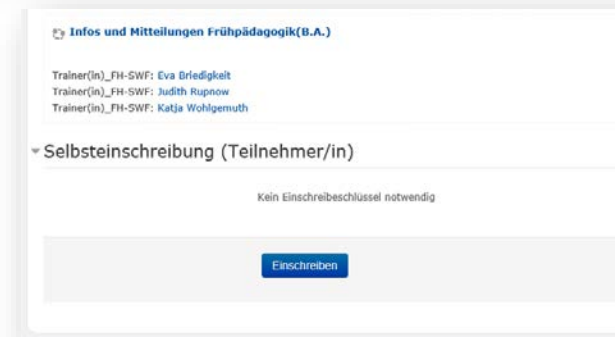 Infos und Mitteilungen Frühpädagogik(B.A.)
Trainer(in)_FH-SWF: Eva Briedigkeit
Trainer(in)_FH-SWF: Judith Rupnow
Trainer(in)_FH-SWF: Katja Wohlgemuth
Selbsteinschreibung (Teilnehmer/in)
Kein Einschreibeschlüssel notwendig
Einschreiben